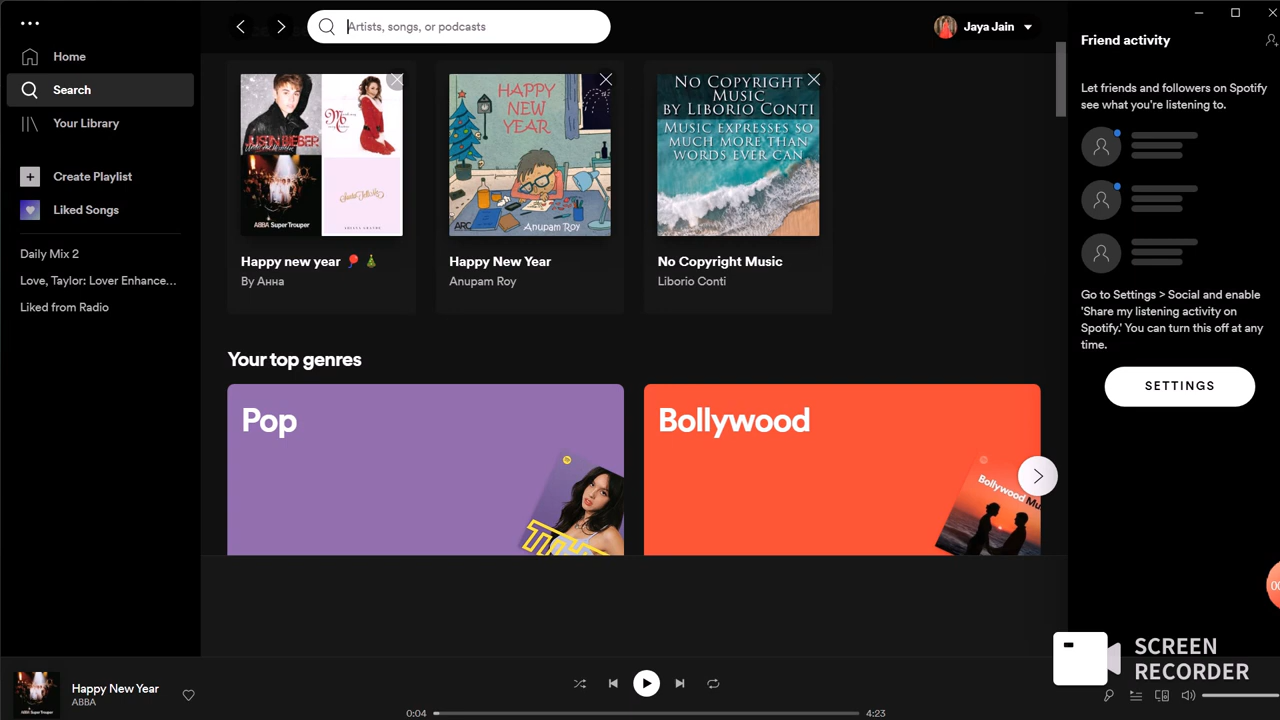 Artists, songs, or podcasts
Jaya Jain
Home
Search
Your Library
Create Playlist
Liked Songs
Daily Mix 2
Love, Taylor: Lover Enhance...
Liked from Radio
JUSTIN BIEBER
ABBA Super Trouper
Happy new year 🎈 🎄
By Анна
HAPPY
NEW
YEAR
ARC
Anupam Roy
Happy New Year
Anupam Roy
NO COPYRIGHT
MUSIC
BY LIBORIO CONTI
MUSIC EXPRESSES SO
MUCH MORE THAN
WORDS EVER CAN
No Copyright Music
Liborio Conti
Your top genres
Pop
Bollywood
Bollywood
Friend activity
Let friends and followers on Spotify
see what you're listening to.
Go to Settings > Social and enable
'Share my listening activity on
Spotify.' You can turn this off at any
time.
SETTINGS
SCREEN
RECORDER
Happy New Year
ABBA
0:04
4:23